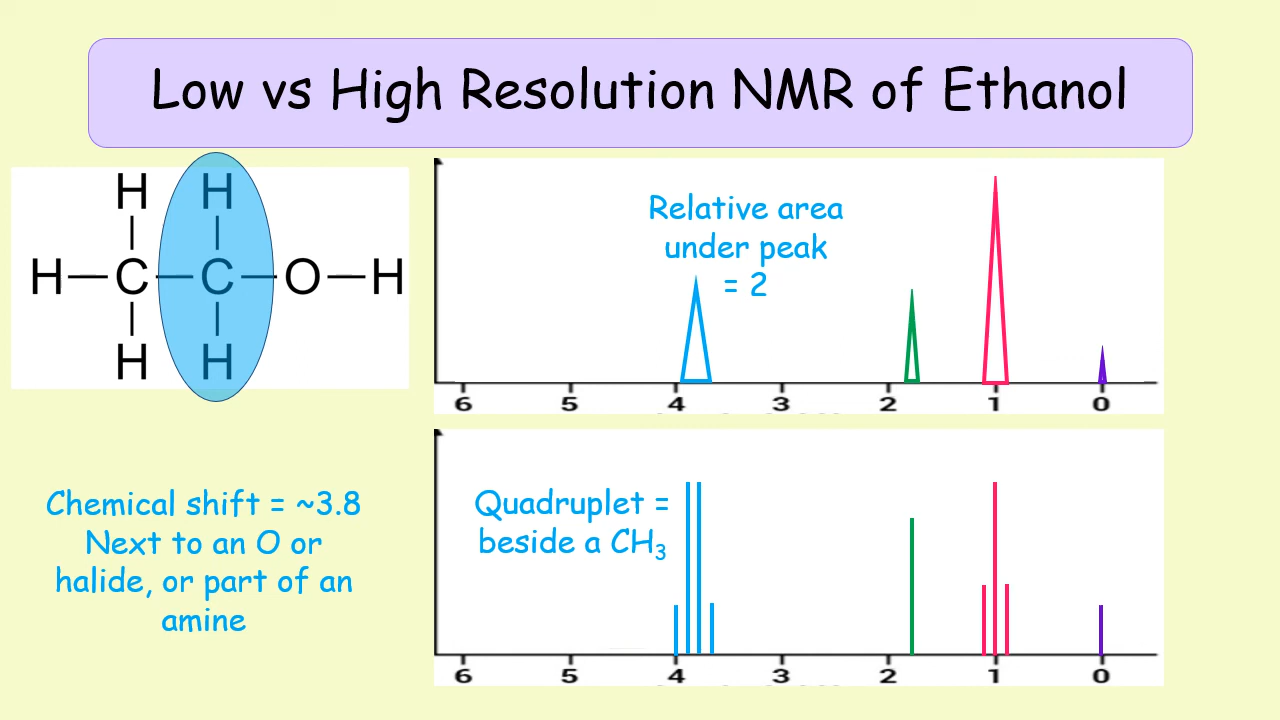 Low vs High Resolution NMR of Ethanol
H H
H C C O H
H H
Relative area
under peak
= 2
6 5 4 3 2 1 0
Chemical shift = ~3.8
Next to an O or
halide, or part of an
amine
Quadruplet =
beside a CH₃
6 5 4 3 2 1 0